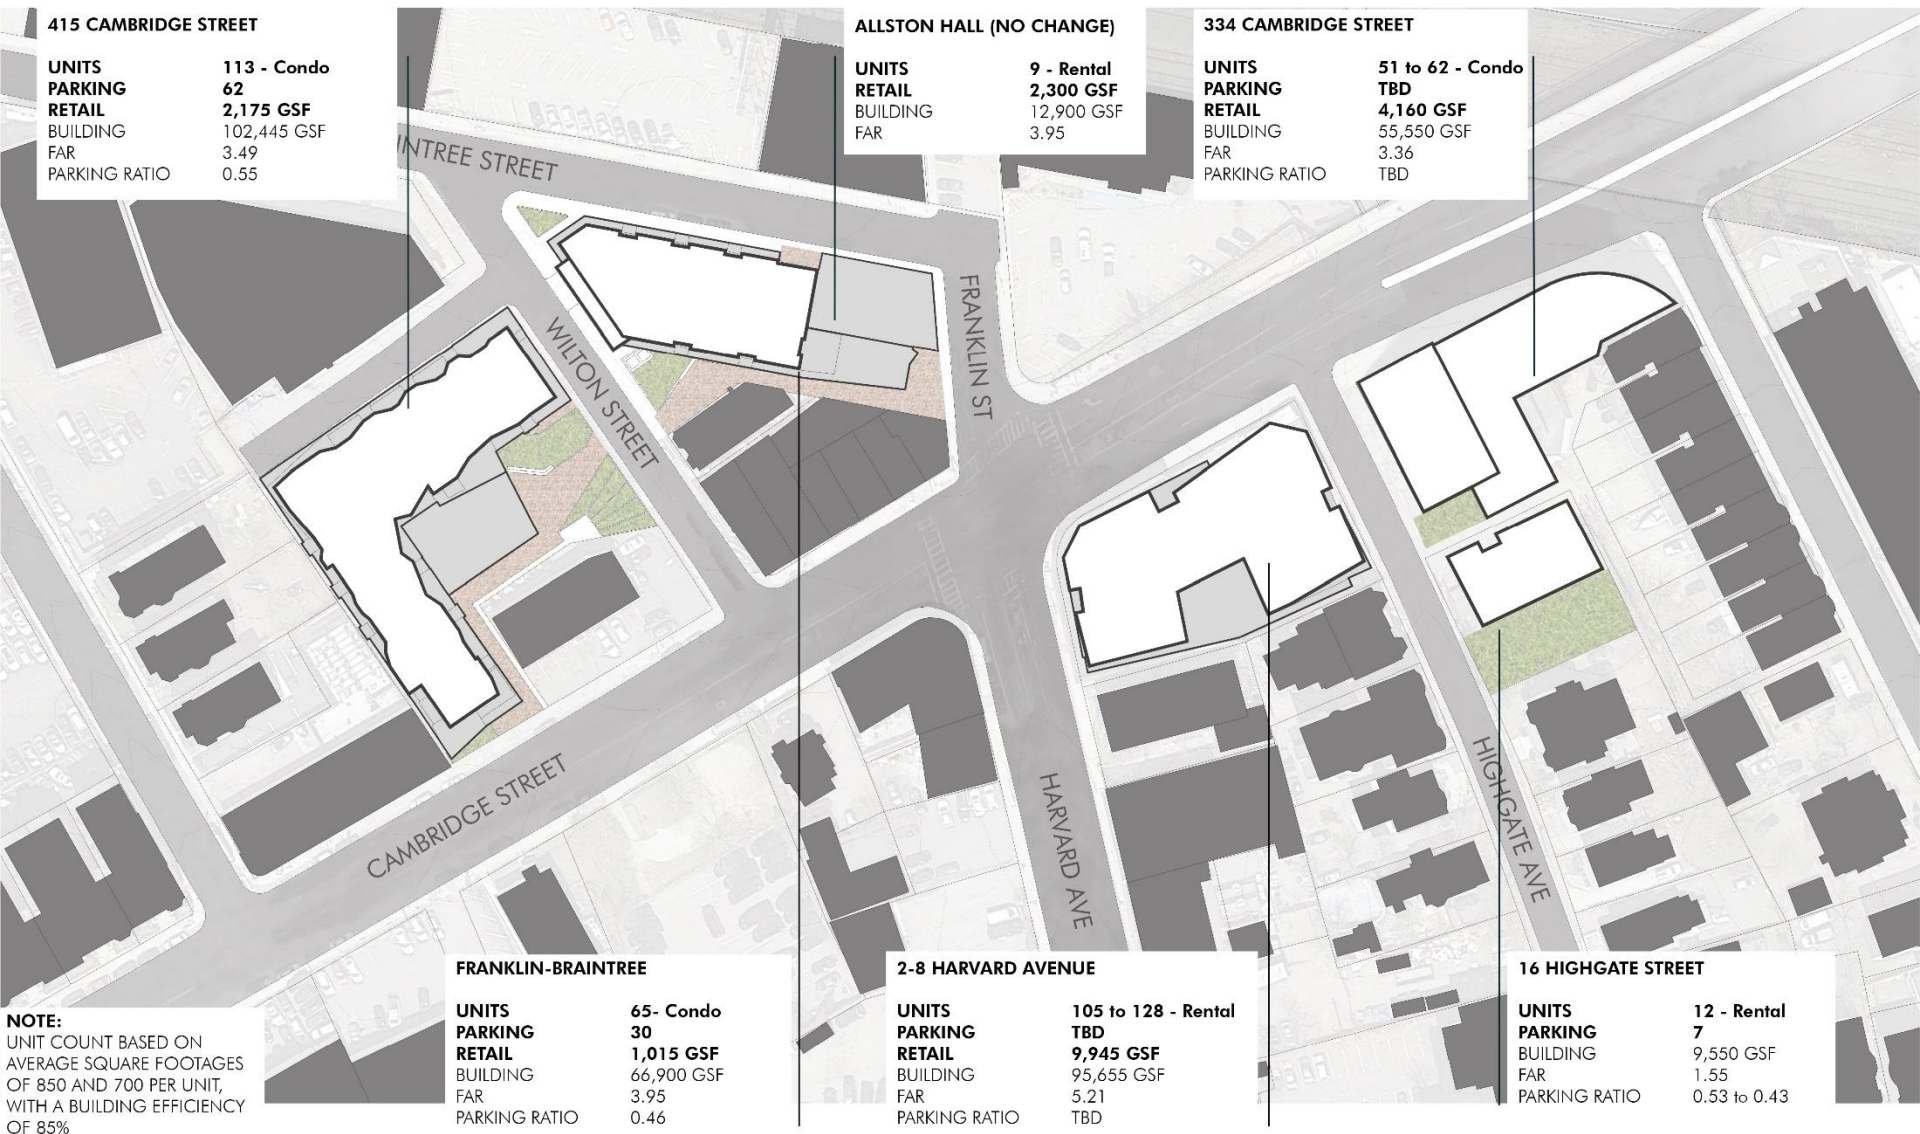 415 CAMBRIDGE STREET
UNITS 113 - Condo
PARKING 62
RETAIL 2,175 GSF
BUILDING 102,445 GSF
FAR 3.49
PARKING RATIO 0.55
ALLSTON HALL (NO CHANGE)
UNITS 9 - Rental
RETAIL 2,300 GSF
BUILDING 12,900 GSF
FAR 3.95
334 CAMBRIDGE STREET
UNITS 51 to 62 - Condo
PARKING TBD
RETAIL 4,160 GSF
BUILDING 55,550 GSF
FAR 3.36
PARKING RATIO TBD
INTREE STREET
WILTON STREET
FRANKLIN ST
CAMBRIDGE STREET
HARVARD AVE
HIGHGATE AVE
FRANKLIN-BRAINTREE
UNITS 65- Condo
PARKING 30
RETAIL 1,015 GSF
BUILDING 66,900 GSF
FAR 3.95
PARKING RATIO 0.46
2-8 HARVARD AVENUE
UNITS 105 to 128 - Rental
PARKING TBD
RETAIL 9,945 GSF
BUILDING 95,655 GSF
FAR 5.21
PARKING RATIO TBD
16 HIGHGATE STREET
UNITS 12 - Rental
PARKING 7
BUILDING 9,550 GSF
FAR 1.55
PARKING RATIO 0.53 to 0.43
NOTE:
UNIT COUNT BASED ON
AVERAGE SQUARE FOOTAGES
OF 850 AND 700 PER UNIT,
WITH A BUILDING EFFICIENCY
OF 85%